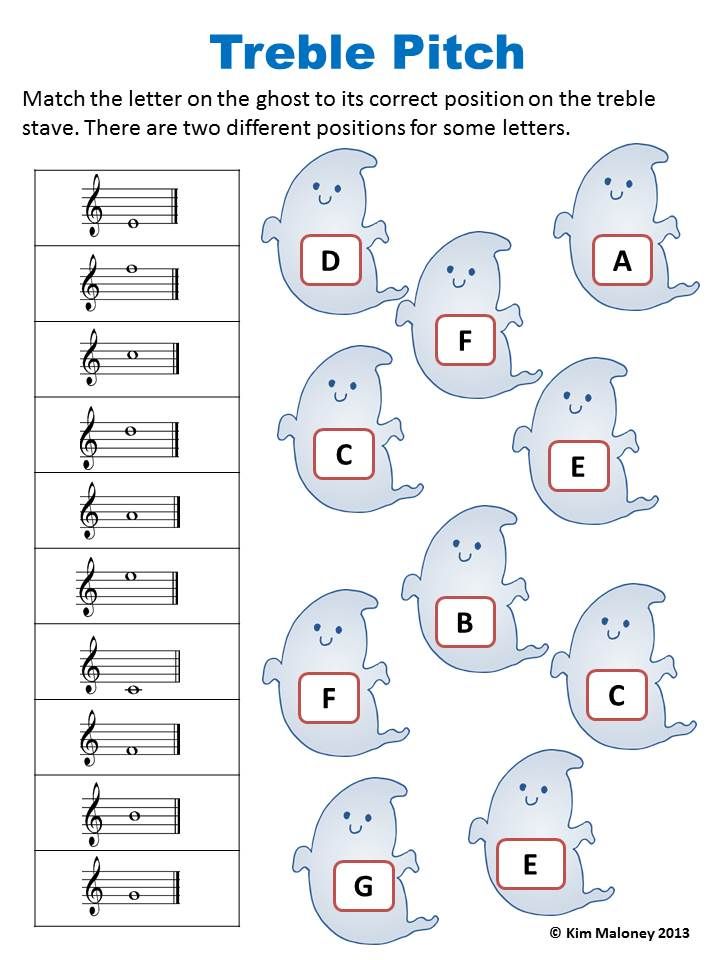 Treble Pitch
Match the letter on the ghost to its correct position on the treble
stave. There are two different positions for some letters.
D
A
F
C
E
B
F
C
G
E
© Kim Maloney 2013